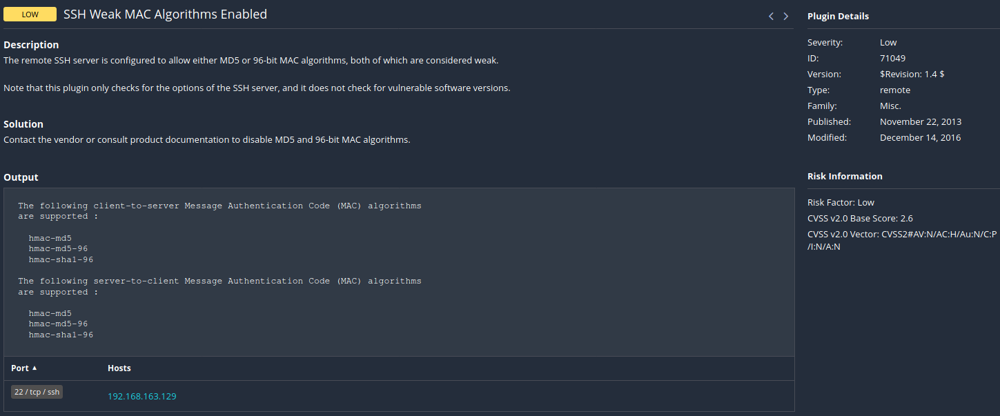 LOW SSH Weak MAC Algorithms Enabled
Description
The remote SSH server is configured to allow either MD5 or 96-bit MAC algorithms, both of which are considered weak.
Note that this plugin only checks for the options of the SSH server, and it does not check for vulnerable software versions.
Solution
Contact the vendor or consult product documentation to disable MD5 and 96-bit MAC algorithms.
Output
The following client-to-server Message Authentication Code (MAC) algorithms
are supported :
hmac-md5
hmac-md5-96
hmac-sha1-96
The following server-to-client Message Authentication Code (MAC) algorithms
are supported :
hmac-md5
hmac-md5-96
hmac-sha1-96
Port ▲ Hosts
22 / tcp / ssh 192.168.163.129
Plugin Details
Severity: Low
ID: 71049
Version: $Revision: 1.4 $
Type: remote
Family: Misc.
Published: November 22, 2013
Modified: December 14, 2016
Risk Information
Risk Factor: Low
CVSS v2.0 Base Score: 2.6
CVSS v2.0 Vector: CVSS2#AV:N/AC:H/Au:N/C:P
/I:N/A:N